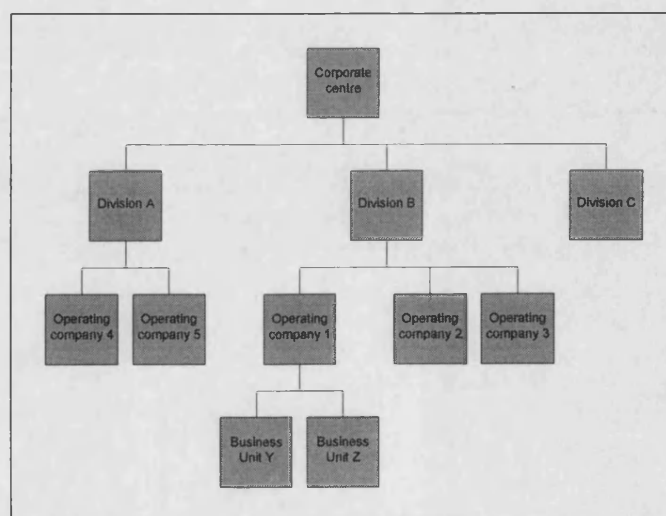 Corporate
centre
Division A
Division B
Division C
Operating
company 4
Operating
company 5
Operating
company 1
Operating
company 2
Operating
company 3
Business
Unit Y
Business
Unit Z